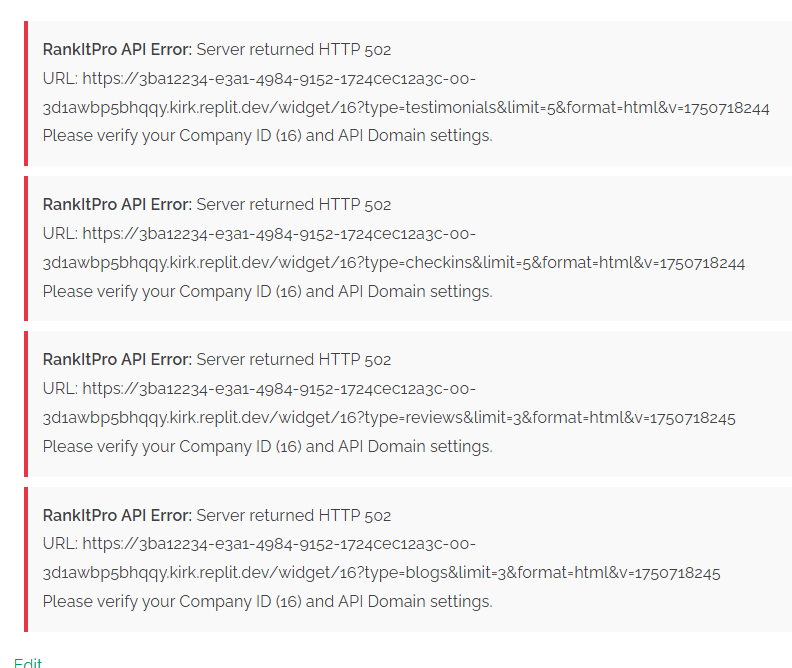 RankItPro API Error: Server returned HTTP 502
URL: https://3ba12234-e3a1-4984-9152-1724cec12a3c-00-
3d1awbp5bhqqy.kirk.replit.dev/widget/16?type=testimonials&limit=5&format=html&v=1750718244
Please verify your Company ID (16) and API Domain settings.
RankItPro API Error: Server returned HTTP 502
URL: https://3ba12234-e3a1-4984-9152-1724cec12a3c-00-
3d1awbp5bhqqy.kirk.replit.dev/widget/16?type=checkins&limit=5&format=html&v=1750718244
Please verify your Company ID (16) and API Domain settings.
RankItPro API Error: Server returned HTTP 502
URL: https://3ba12234-e3a1-4984-9152-1724cec12a3c-00-
3d1awbp5bhqqy.kirk.replit.dev/widget/16?type=reviews&limit=3&format=html&v=1750718245
Please verify your Company ID (16) and API Domain settings.
RankItPro API Error: Server returned HTTP 502
URL: https://3ba12234-e3a1-4984-9152-1724cec12a3c-00-
3d1awbp5bhqqy.kirk.replit.dev/widget/16?type=blogs&limit=3&format=html&v=1750718245
Please verify your Company ID (16) and API Domain settings.
Edit